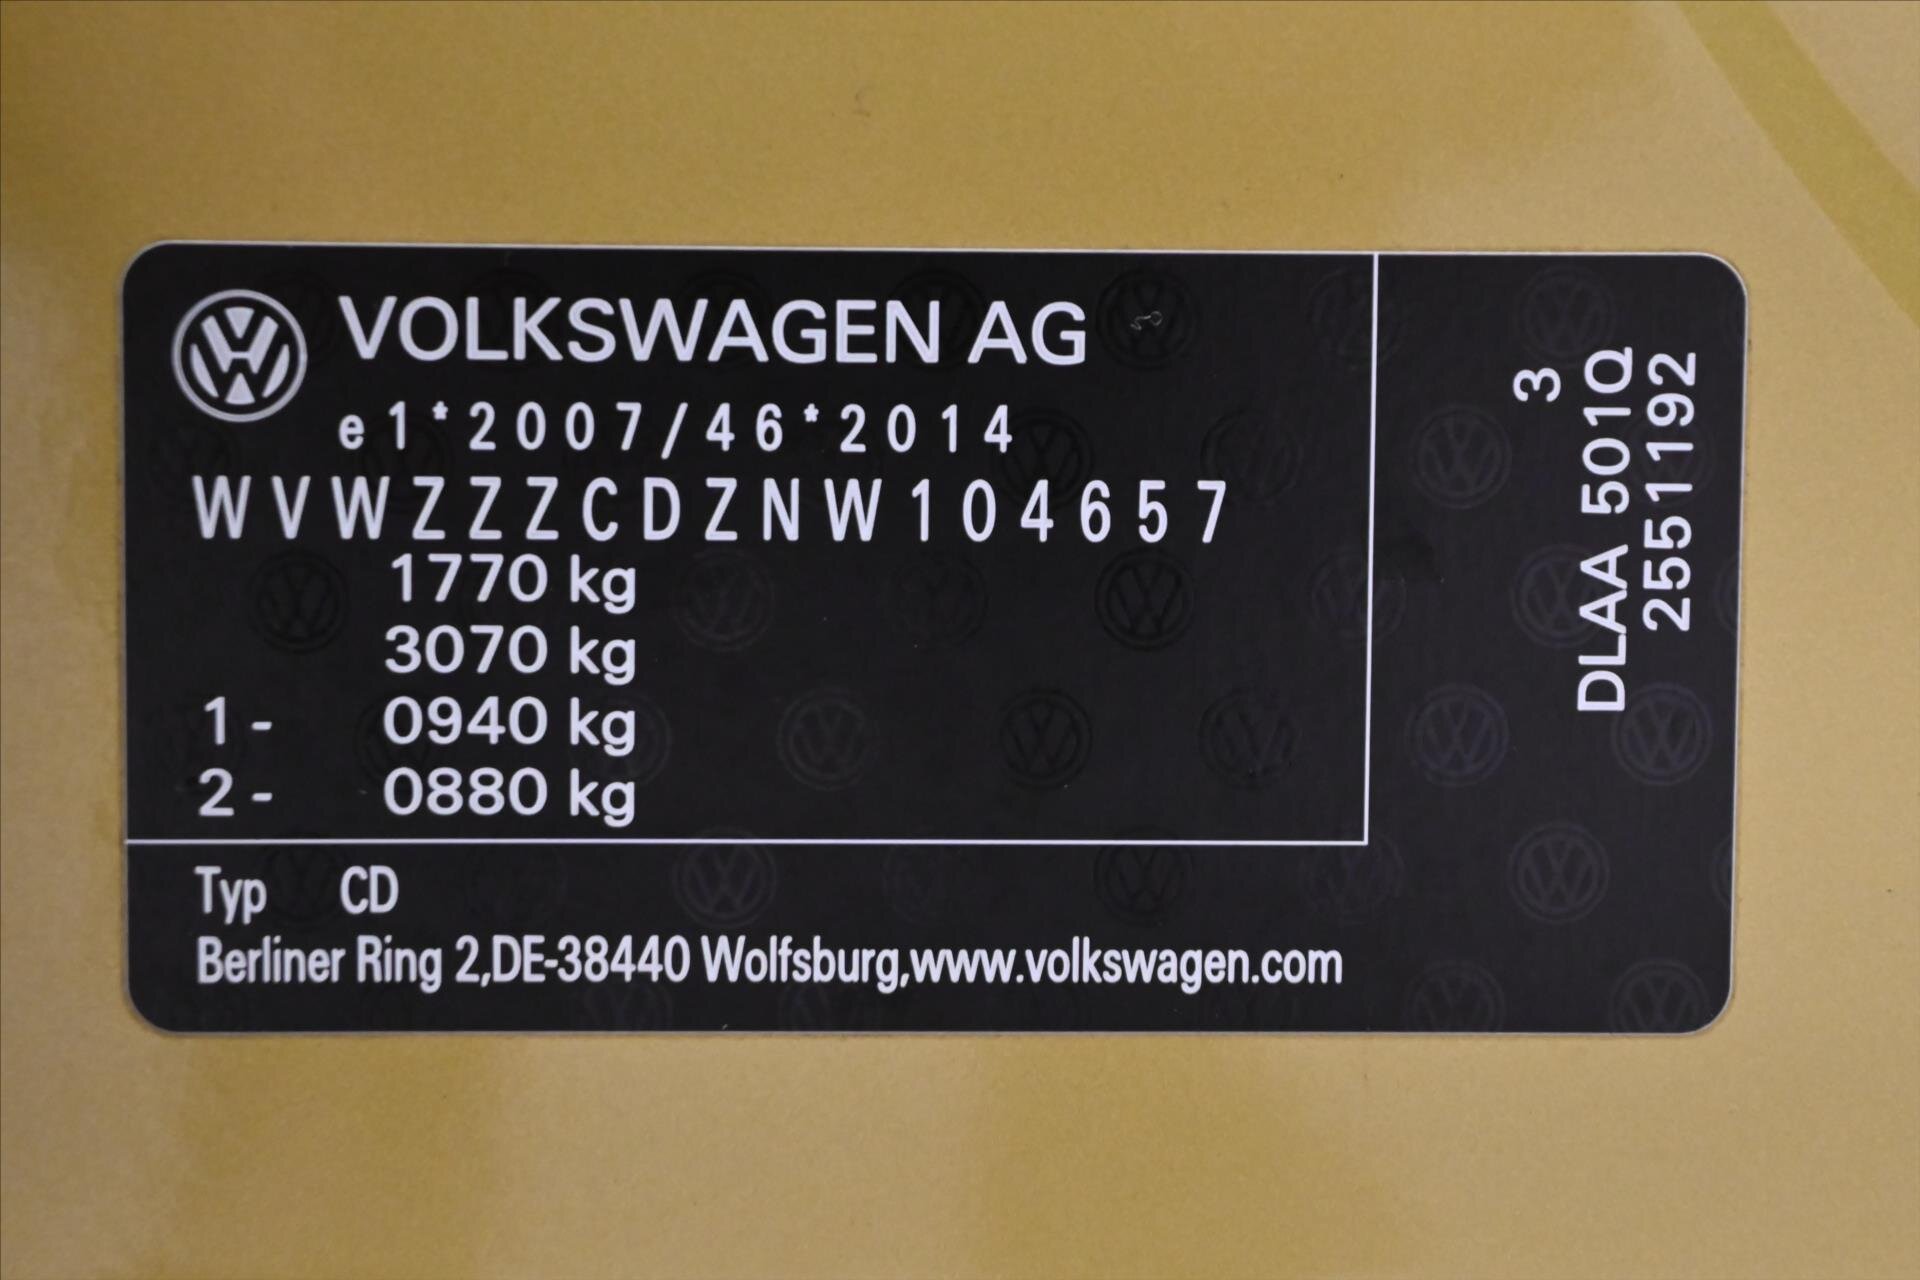 VOLKSWAGEN AG
e1*2007/46*2014
WVWZZZCDZNW104657
1770 kg
3070 kg
1 - 0940 kg
2 - 0880 kg
Typ CD
Berliner Ring 2,DE-38440 Wolfsburg,www.volkswagen.com
3
DLAA 501Q
2551192